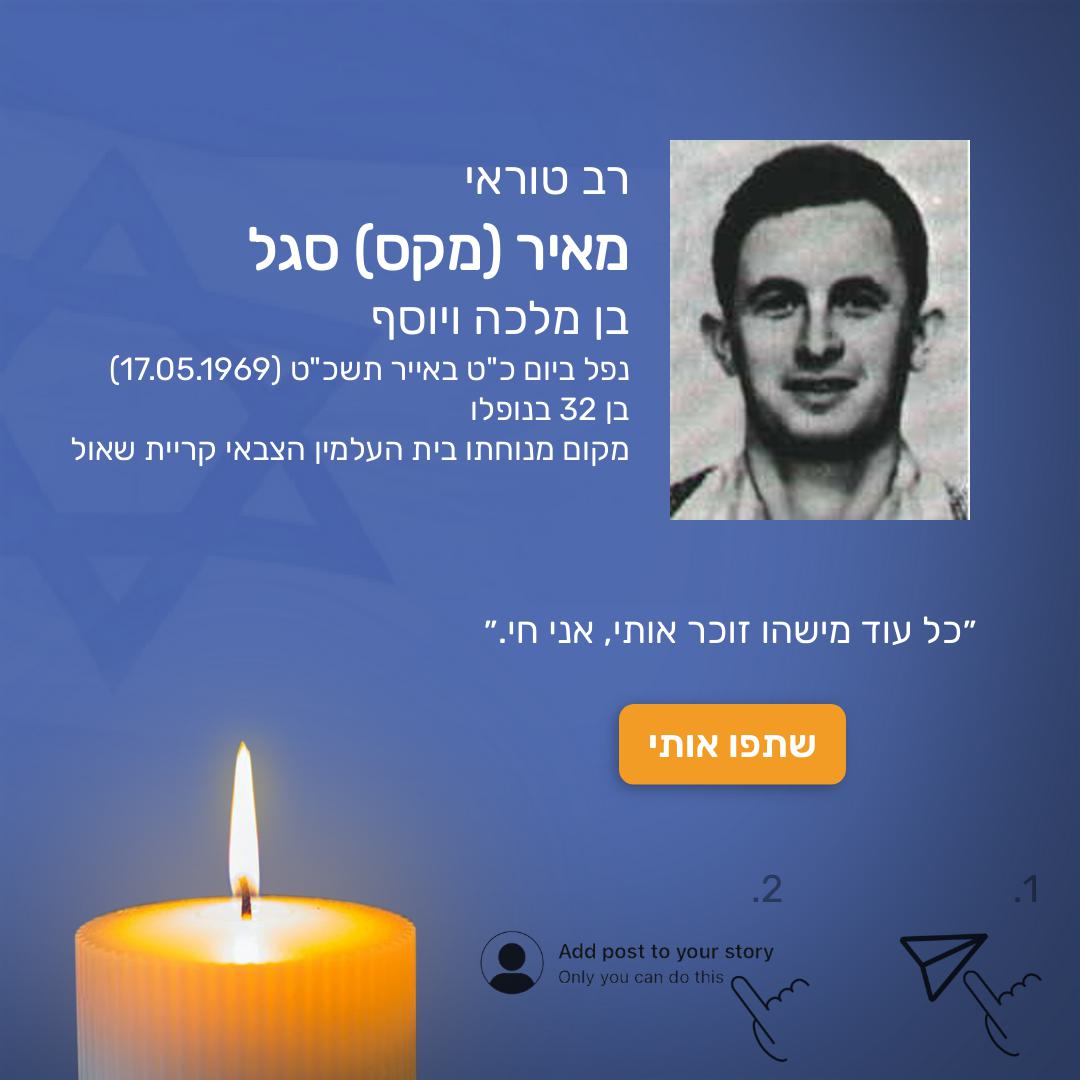 רב טוראי
מאיר (מקס) סגל
בן מלכה ויוסף
נפל ביום כ"ט באייר תשכ"ט (17.05.1969)
בן 32 בנופלו
מקום מנוחתו בית העלמין הצבאי קריית שאול
״כל עוד מישהו זוכר אותי, אני חי.״
שתפו אותי
1.
2.
Add post to your story
Only you can do this